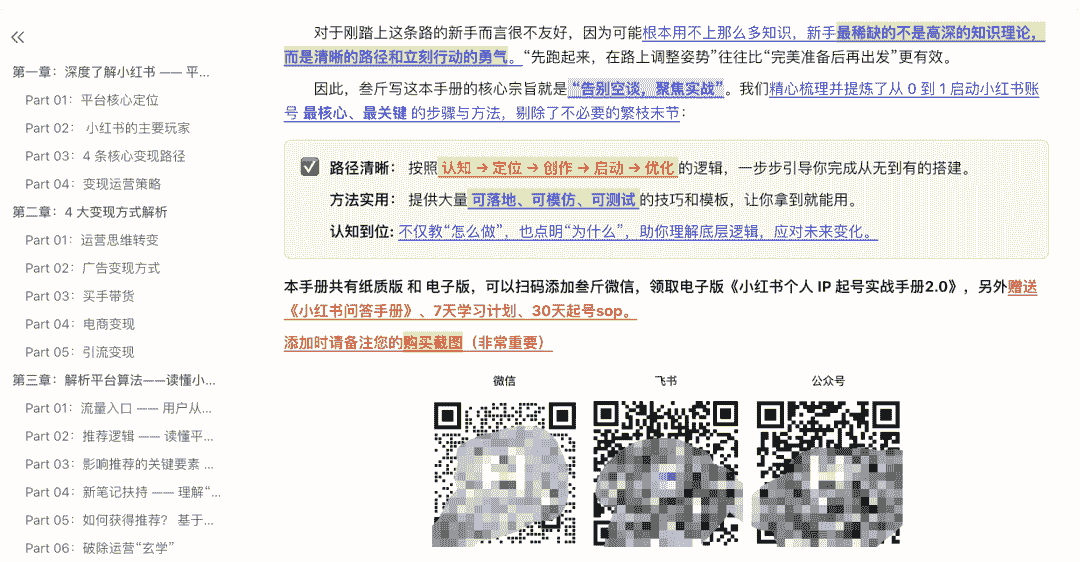 第一章：深度了解小红书 —— 平...
Part 01：平台核心定位
Part 02： 小红书的主要玩家
Part 03：4 条核心变现路径
Part 04：变现运营策略
第二章：4 大变现方式解析
Part 01：运营思维转变
Part 02：广告变现方式
Part 03：买手带货
Part 04：电商变现
Part 05：引流变现
第三章：解析平台算法——读懂小...
Part 01：流量入口 —— 用户从...
Part 02：推荐逻辑 —— 读懂平...
Part 03：影响推荐的关键要素 ...
Part 04：新笔记扶持 —— 理解“...
Part 05：如何获得推荐？ 基于...
Part 06：破除运营“玄学”
对于刚踏上这条路的新手而言很不友好，因为可能根本用不上那么多知识，新手最稀缺的不是高深的知识理论，
而是清晰的路径和立刻行动的勇气。“先跑起来，在路上调整姿势”往往比“完美准备后再出发”更有效。
因此，叁斤写这本手册的核心宗旨就是“告别空谈，聚焦实战”。我们精心梳理并提炼了从 0 到 1 启动小红书账
号 最核心、最关键 的步骤与方法，剔除了不必要的繁枝末节：
路径清晰： 按照 认知 → 定位 → 创作 → 启动 → 优化 的逻辑，一步步引导你完成从无到有的搭建。
方法实用： 提供大量 可落地、可模仿、可测试 的技巧和模板，让你拿到就能用。
认知到位: 不仅教“怎么做”，也点明“为什么”，助你理解底层逻辑，应对未来变化。
本手册共有纸质版 和 电子版，可以扫码添加叁斤微信，领取电子版《小红书个人 IP 起号实战手册2.0》，另外赠送
《小红书问答手册》、7天学习计划、30天起号sop。
添加时请备注您的购买截图（非常重要）
微信
飞书
公众号